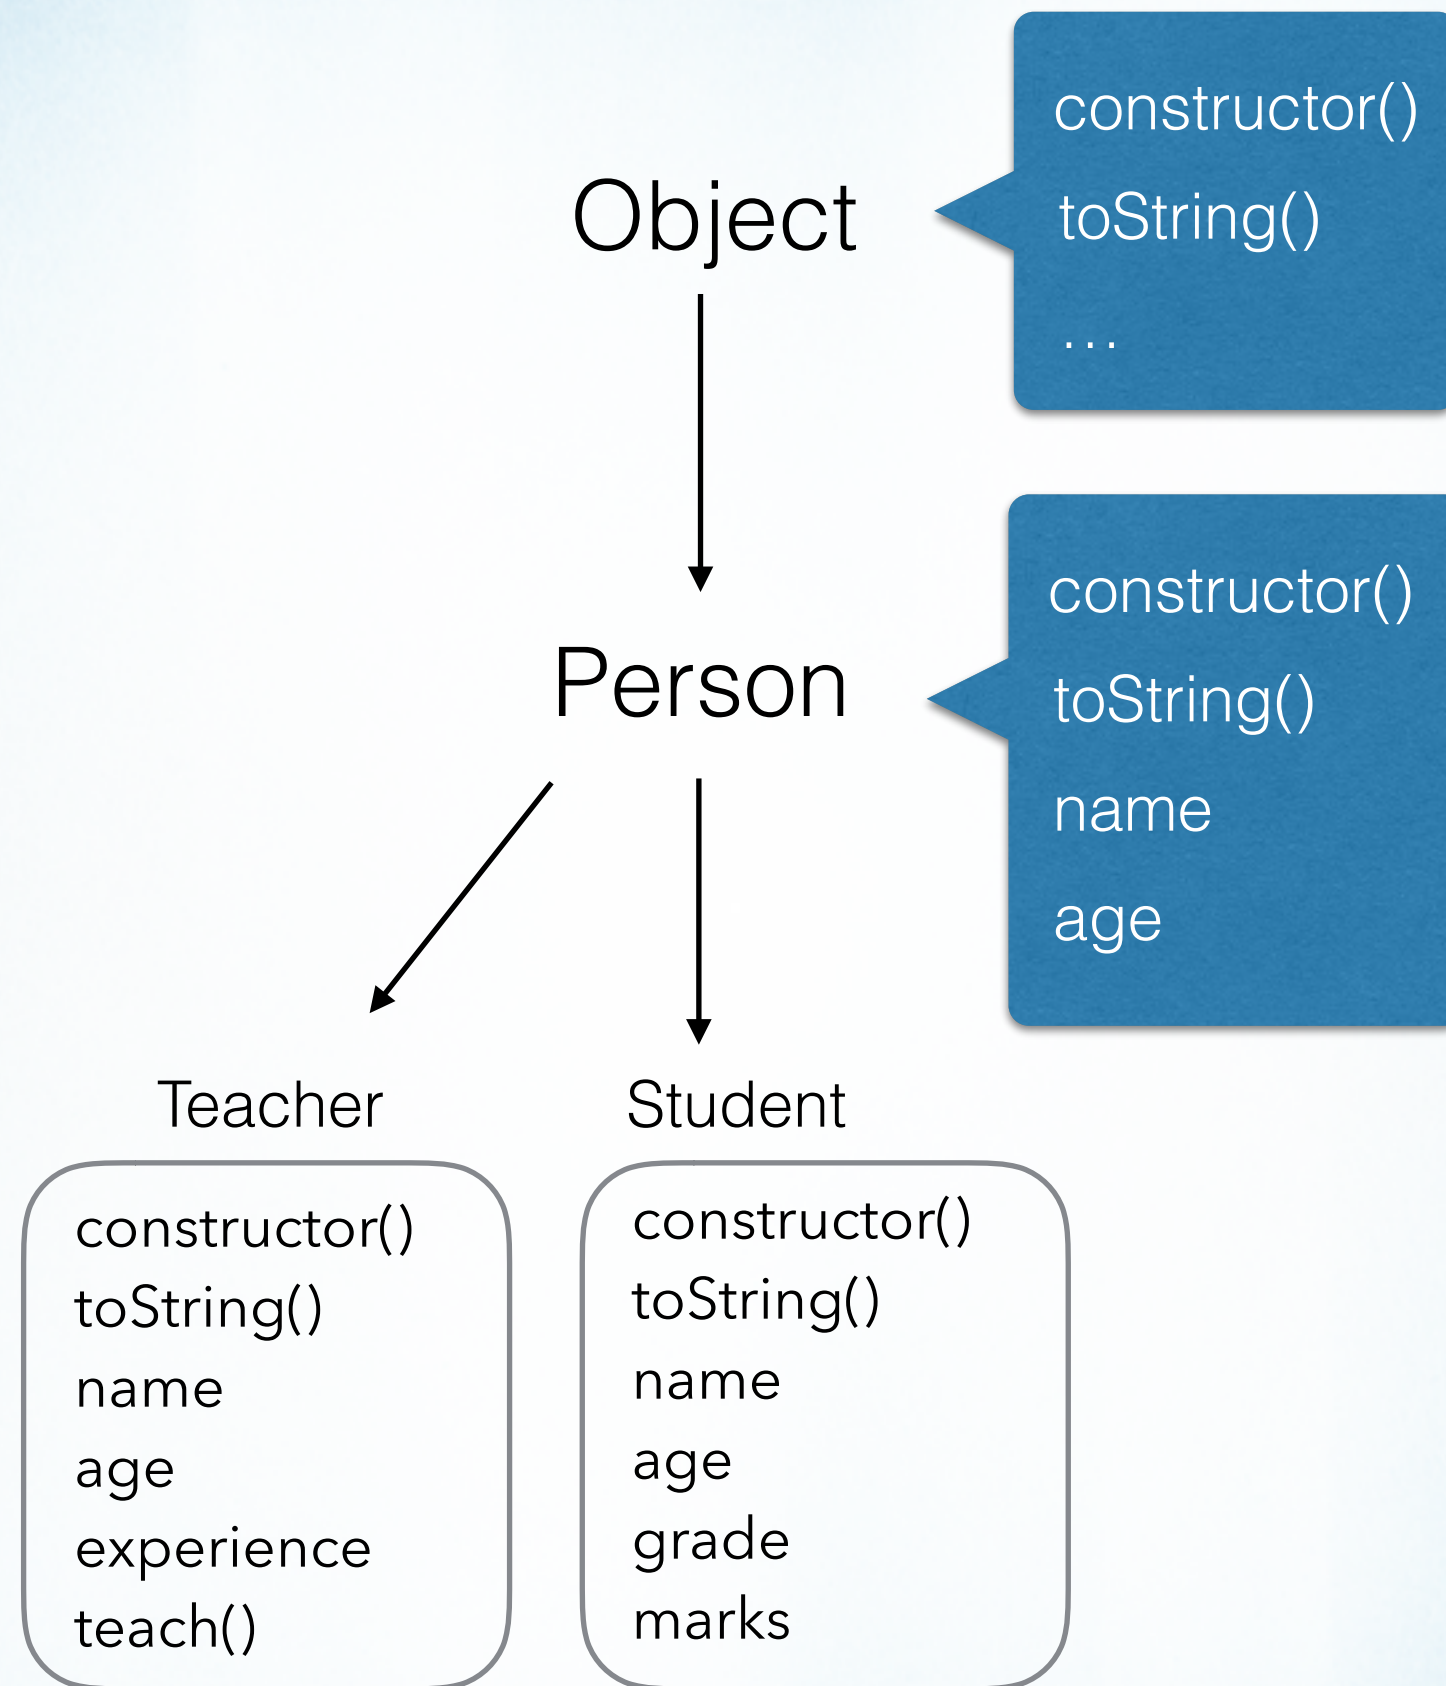 Object
constructor()
toString()
...
Person
constructor()
toString()
name
age
Teacher
constructor()
toString()
name
age
experience
teach()
Student
constructor()
toString()
name
age
grade
marks